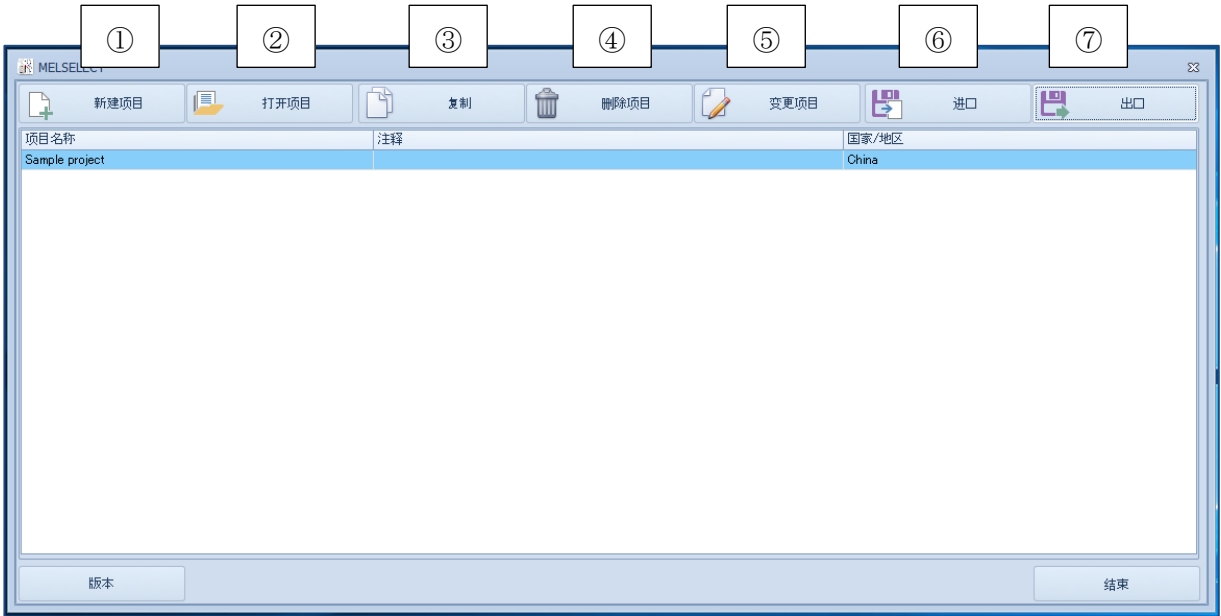 ① ② ③ ④ ⑤ ⑥ ⑦
MELSELECT
新建项目 打开项目 复制 删除项目 变更项目 进口 出口
项目名称 注释 国家/地区
Sample project China
版本 结束